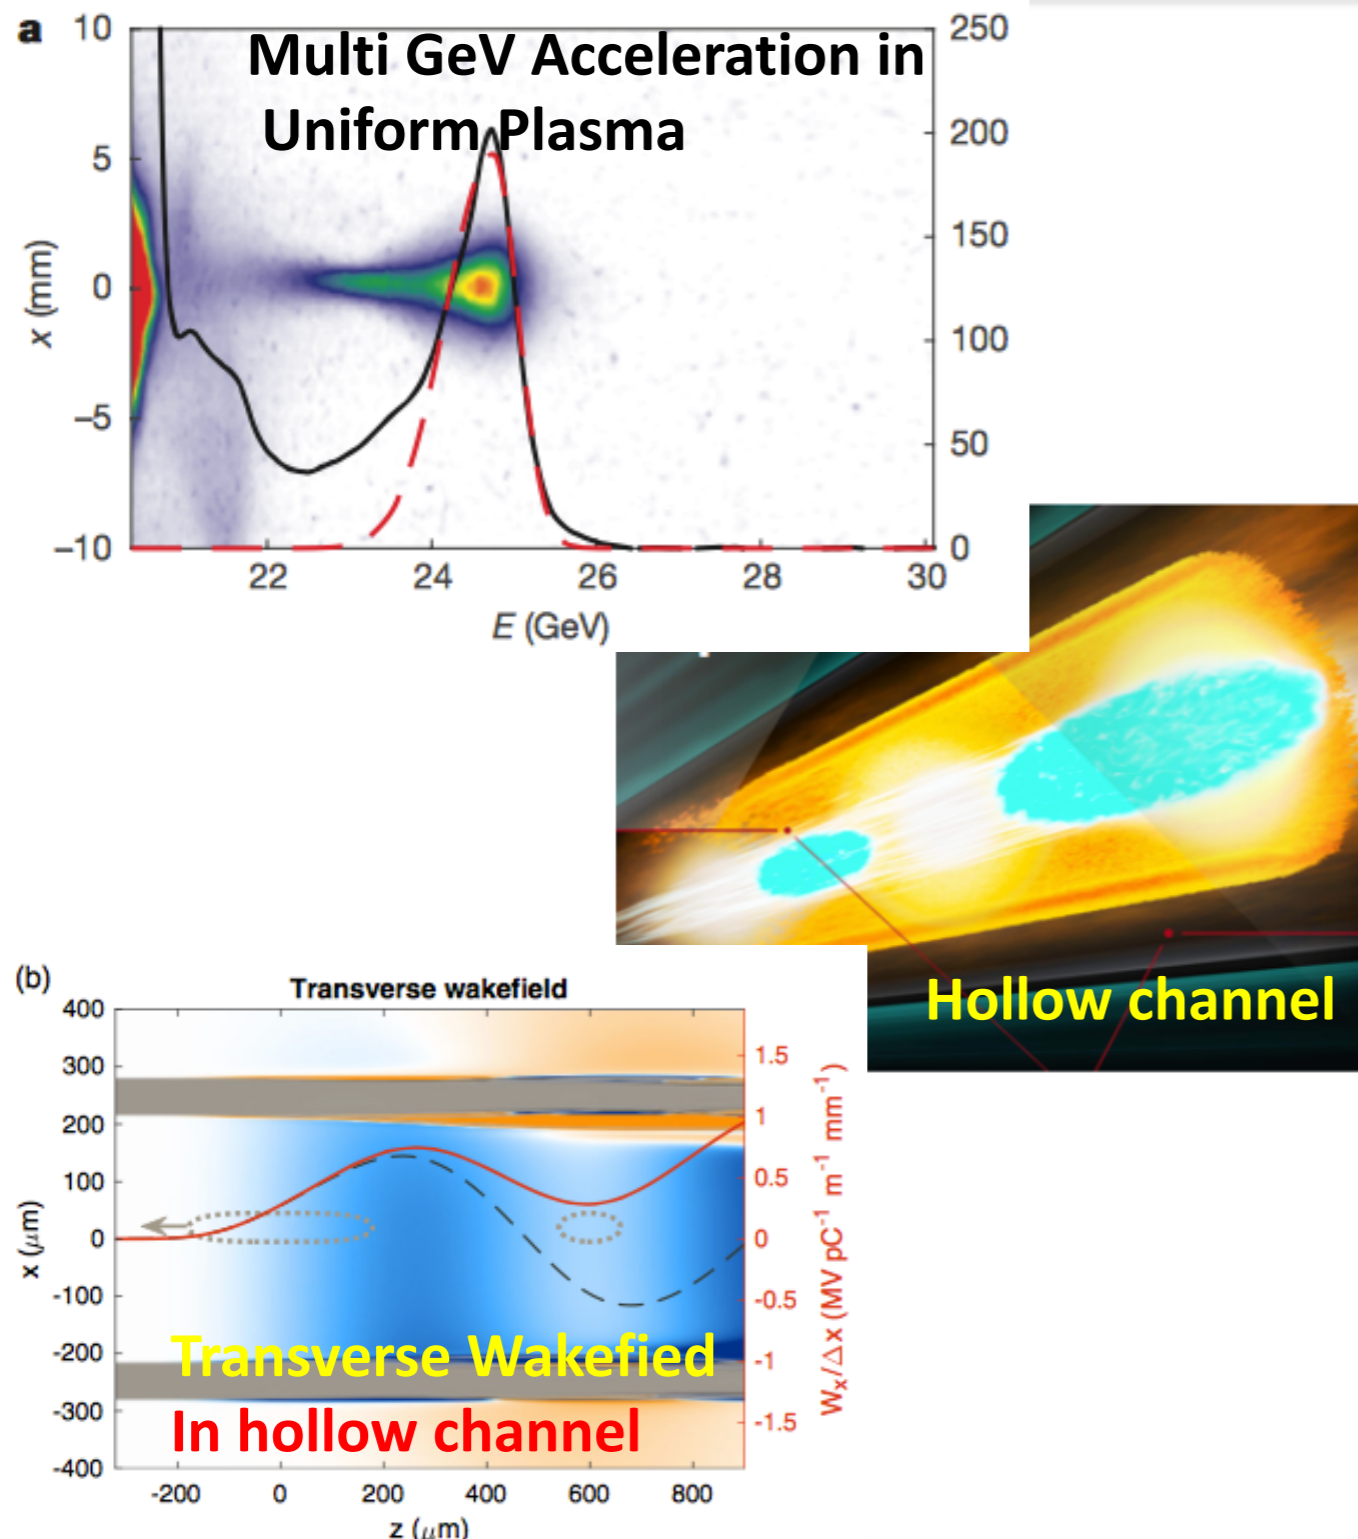 a
Multi GeV Acceleration in
Uniform Plasma
10
5
0
−5
−10
x (mm)
250
200
150
100
50
0
22 24 26 28 30
E (GeV)
Hollow channel
(b)
Transverse wakefield
400
300
200
100
0
-100
-200
-300
-400
x (μm)
1.5
1
0.5
0
-0.5
-1
-1.5
Wx/Δx (MV pC⁻¹ m⁻¹ mm⁻¹)
Transverse Wakefied
In hollow channel
-200 0 200 400 600 800
z (μm)